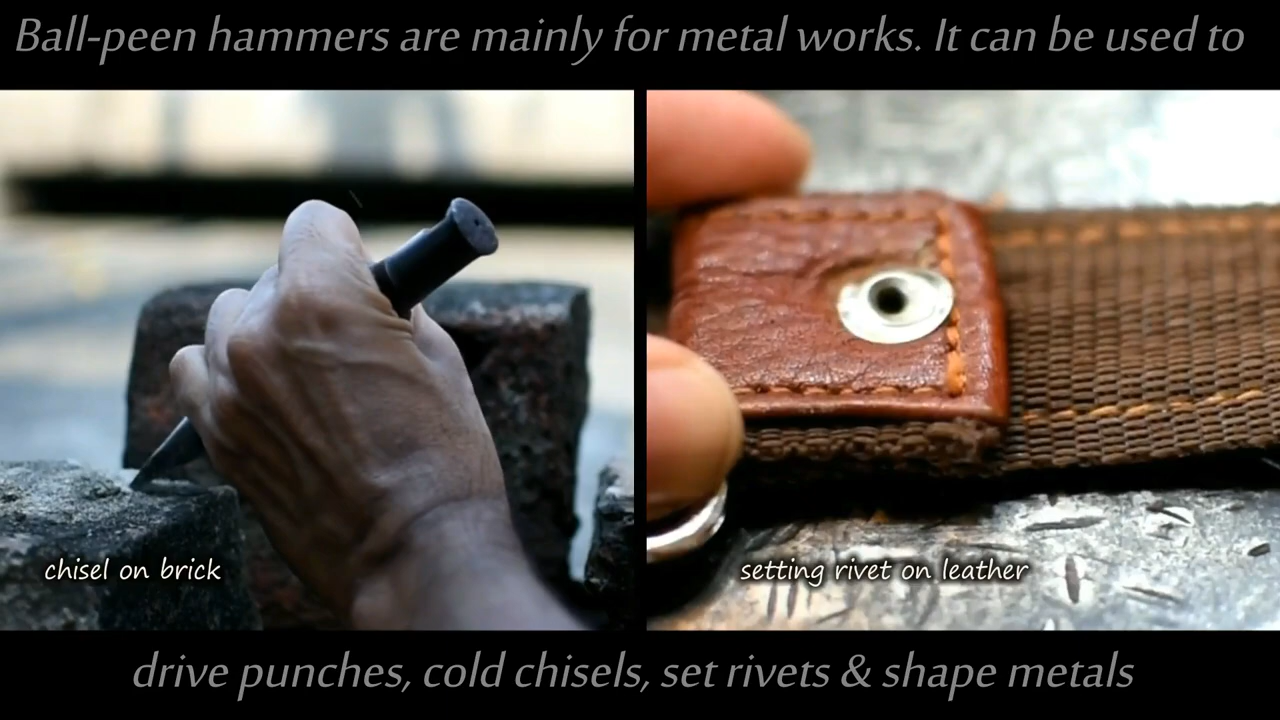 Ball-peen hammers are mainly for metal works. It can be used to
chisel on brick
setting rivet on leather
drive punches, cold chisels, set rivets & shape metals